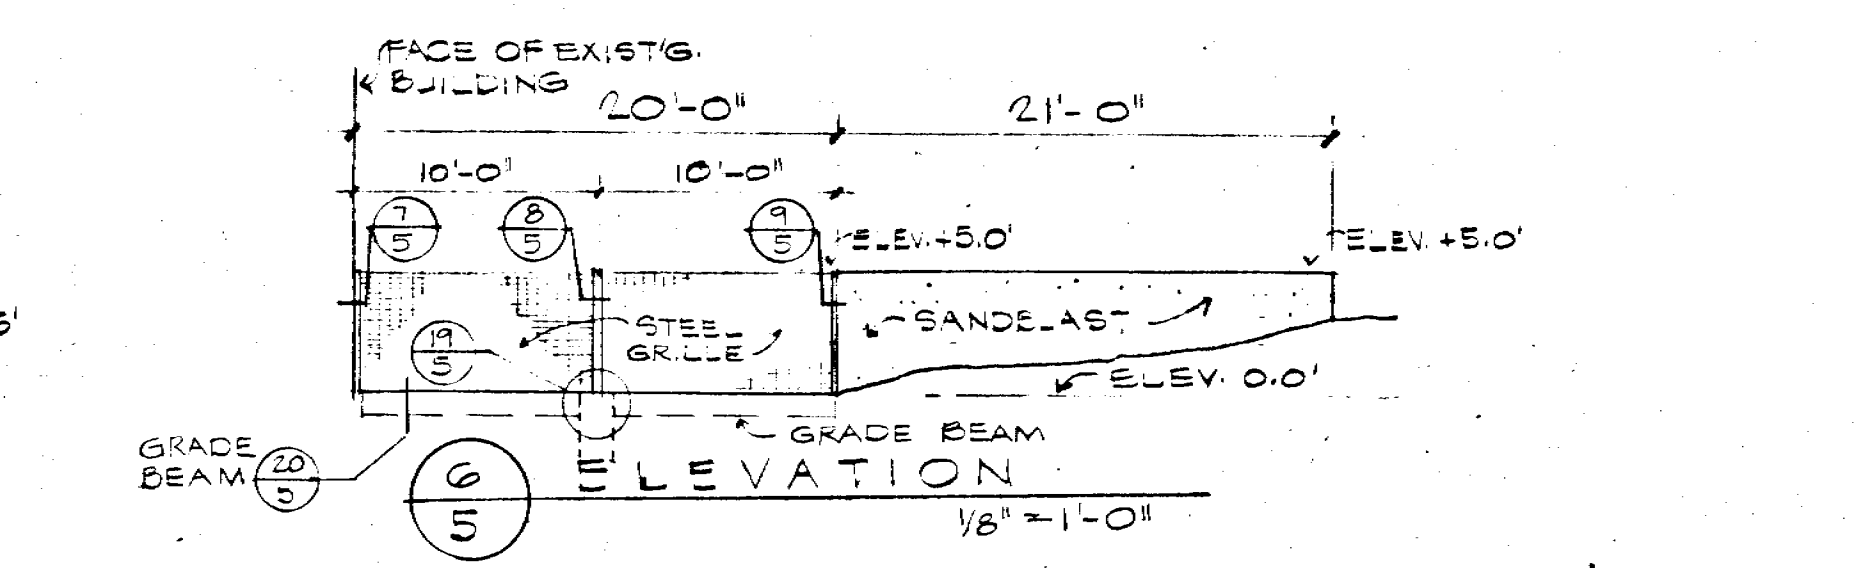 FACE OF EXIST'G.
BUILDING
20'-0" 21'-0"
10'-0" 10'-0"
7
5
8
5
9
5
ELEV. +5.0'
ELEV. +5.0'
STEEL
GRILLE
SANDBLAST
19
5
ELEV. 0.0'
GRADE BEAM
GRADE
BEAM
20
5
6
5
ELEVATION
1/8" = 1'-0"